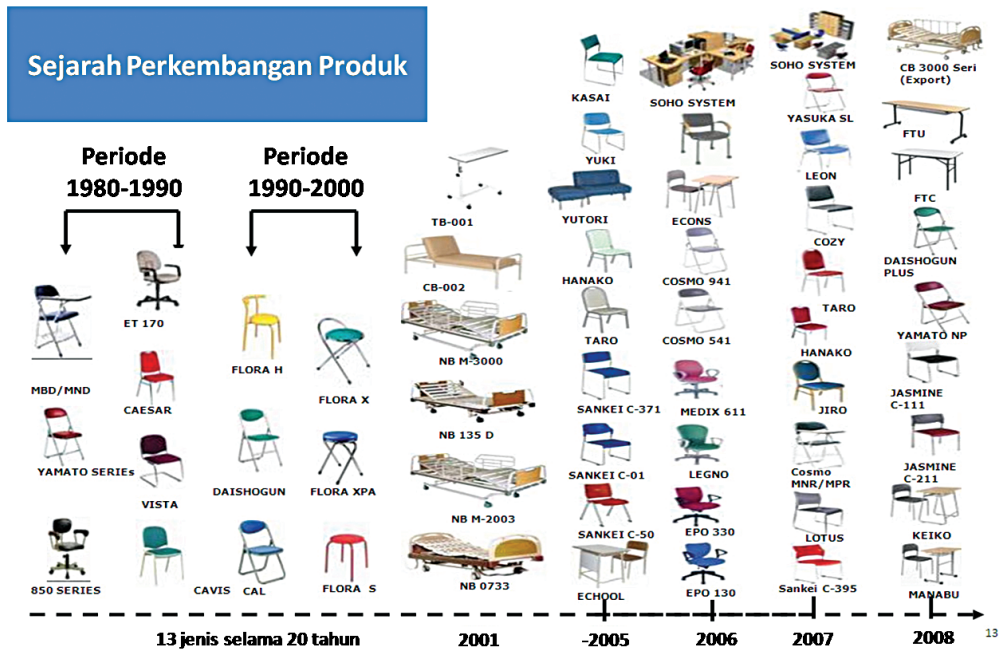 Sejarah Perkembangan Produk
Periode
1980-1990
Periode
1990-2000
ET 170
MBD/MND
CAESAR
YAMATO SERIEs
VISTA
850 SERIES
FLORA H
FLORA X
DAISHOGUN
FLORA XPA
CAVIS CAL
FLORA S
TB-001
CB-002
NB M-3000
NB 135 D
NB M-2003
NB 0733
KASAI
YUKI
YUTORI
HANAKO
TARO
SANKEI C-371
SANKEI C-01
SANKEI C-50
ECHOOL
SOHO SYSTEM
ECONS
COSMO 941
COSMO 541
MEDIX 611
LEGNO
EPO 330
EPO 130
SOHO SYSTEM
YASUKA SL
LEON
COZY
TARO
HANAKO
JIRO
Cosmo
MNR/MPR
LOTUS
Sankei C-395
CB 3000 Seri
(Export)
FTU
FTC
DAISHOGUN
PLUS
YAMATO NP
JASMINE
C-111
JASMINE
C-211
KEIKO
MANABU
13 jenis selama 20 tahun
2001
-2005
2006
2007
2008
13